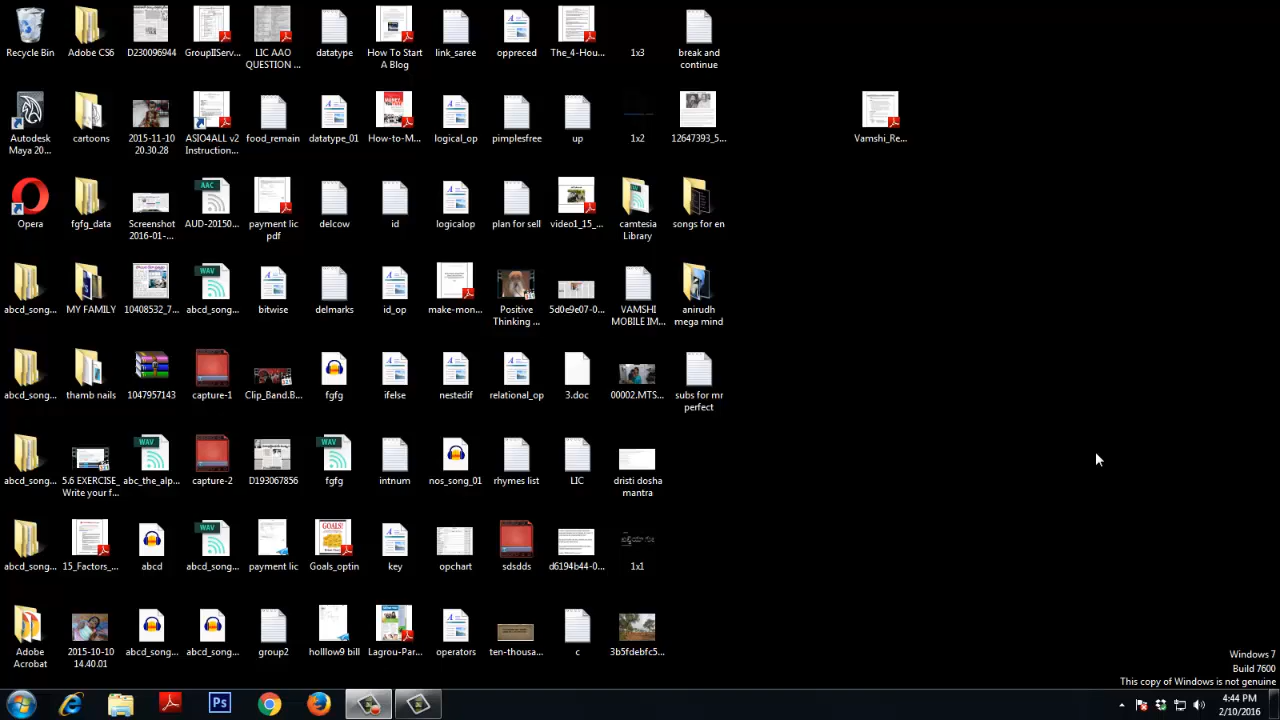 Recycle Bin
Adobe CS6
D230096944
GroupIIServ...
LIC AAO
QUESTION ...
datatype
How To Start
A Blog
link_saree
oppreced
The_4-Hou...
1x3
break and
continue
Autodesk
Maya 20...
cartoons
2015-11-10
20.30.28
ASIO4ALL v2
Instruction...
food_remain
datatype_01
How-to-M...
logical_op
pimplesfree
up
1x2
12647393_5...
Vamshi_Re...
Opera
fgfg_data
Screenshot
2016-01-...
AUD-20150...
payment lic
pdf
delcow
id
logicalop
plan for sell
video1_15_...
camtesia
Library
songs for en
abcd_song...
MY FAMILY
10408532_7...
abcd_song...
bitwise
delmarks
id_op
make-mon...
Positive
Thinking ...
5d0e9e07-0...
VAMSHI
MOBILE IM...
anirudh
mega mind
abcd_song...
thamb nails
1047957143
capture-1
Clip_Band.B...
fgfg
ifelse
nestedif
relational_op
3.doc
00002.MTS...
subs for mr
perfect
abcd_song...
5.6 EXERCISE_
Write your f...
abc_the_alp...
capture-2
D193067856
fgfg
intnum
nos_song_01
rhymes list
LIC
dristi dosha
mantra
abcd_song...
15_Factors_...
abcd
abcd_song...
payment lic
Goals_optin
key
opchart
sdsdds
d6194b44-0...
1x1
Adobe
Acrobat
2015-10-10
14.40.01
abcd_song...
abcd_song...
group2
holllow9 bill
Lagrou-Par...
operators
ten-thousa...
c
3b5fdebfc5...
AAC
WAV
WAV
WAV
WAV
GOALS!
Ps
Windows 7
Build 7600
This copy of Windows is not genuine
4:44 PM
2/10/2016